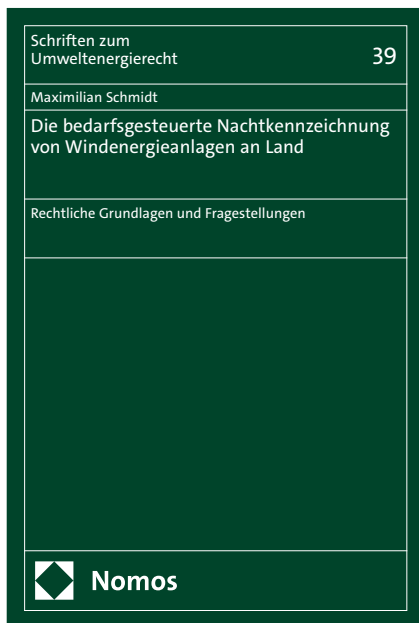 Schriften zum
Umweltenergierecht 39
Maximilian Schmidt
Die bedarfsgesteuerte Nachtkennzeichnung
von Windenergieanlagen an Land
Rechtliche Grundlagen und Fragestellungen
Nomos